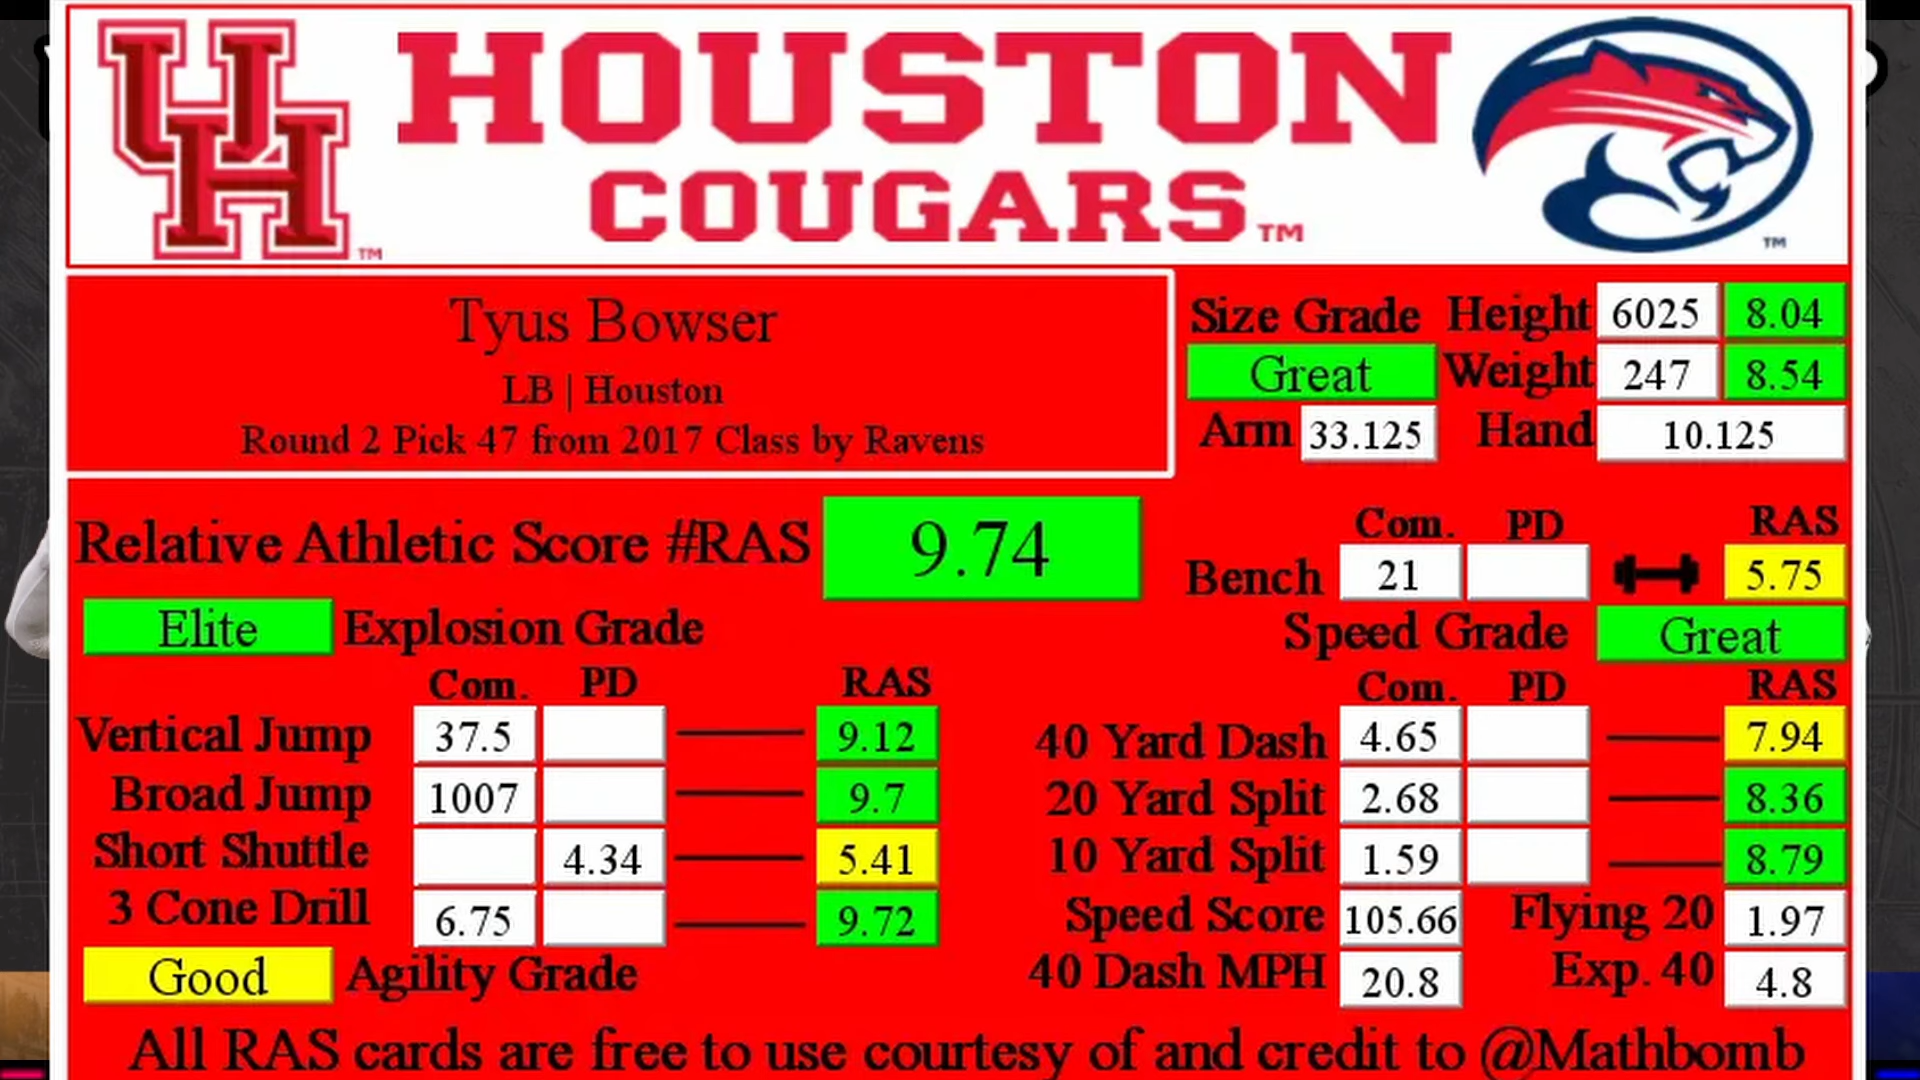 UH
TM
HOUSTON
COUGARS TM
TM
Tyus Bowser
LB | Houston
Round 2 Pick 47 from 2017 Class by Ravens
Size Grade Height 6025 8.04
Great Weight 247 8.54
Arm 33.125 Hand 10.125
Relative Athletic Score #RAS 9.74
Com. PD RAS
Bench 21 5.75
Elite Explosion Grade
Speed Grade Great
Com. PD RAS
Vertical Jump 37.5 9.12
Broad Jump 1007 9.7
Short Shuttle 4.34 5.41
3 Cone Drill 6.75 9.72
Good Agility Grade
Com. PD RAS
40 Yard Dash 4.65 7.94
20 Yard Split 2.68 8.36
10 Yard Split 1.59 8.79
Speed Score 105.66 Flying 20 1.97
40 Dash MPH 20.8 Exp. 40 4.8
All RAS cards are free to use courtesy of and credit to @Mathbomb